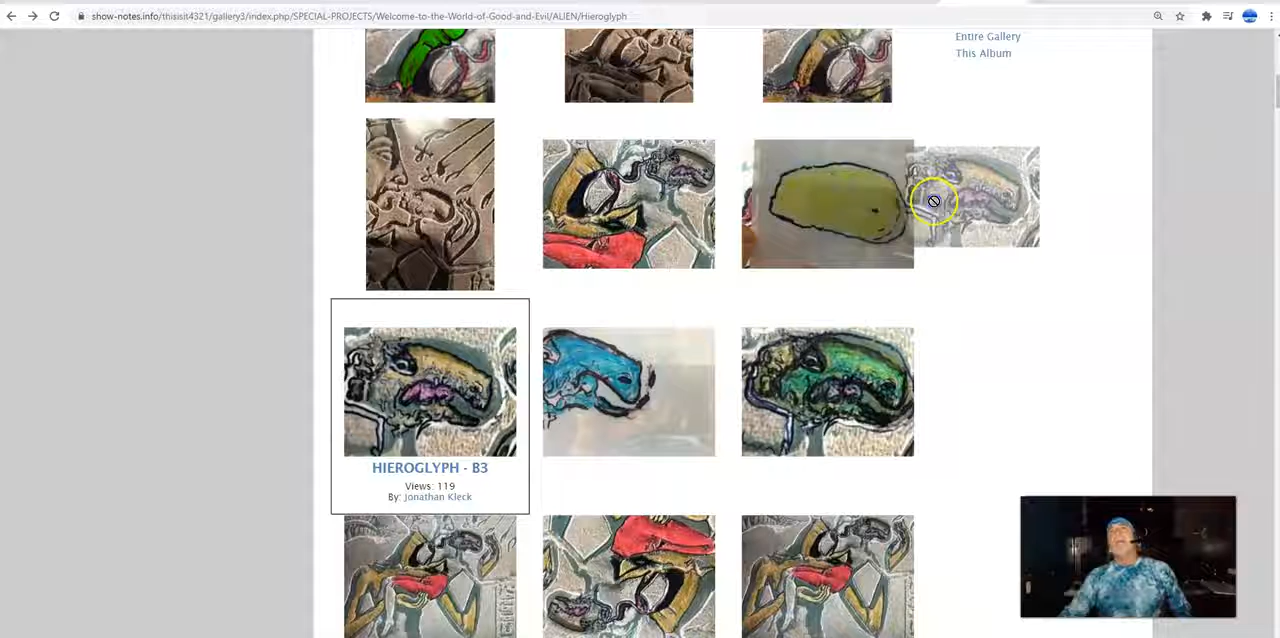 show-notes.info/thisisit4321/gallery3/index.php/SPECIAL-PROJECTS/Welcome-to-the-World-of-Good-and-Evil/ALIEN/Hieroglyph
Entire Gallery
This Album
HIEROGLYPH - B3
Views: 119
By: Jonathan Kleck